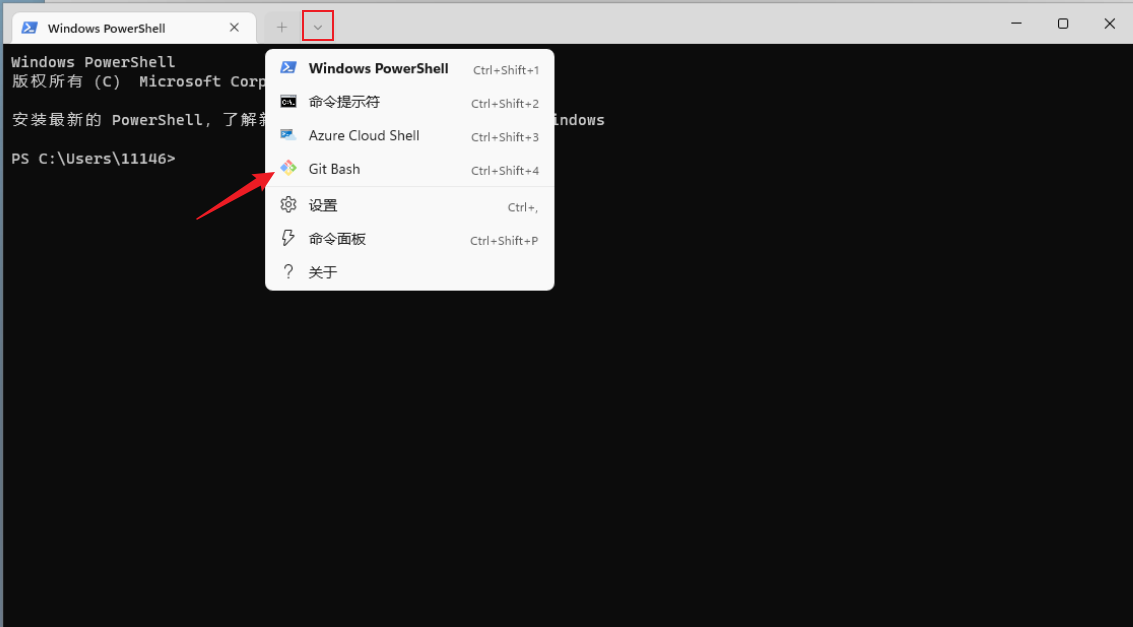 Windows PowerShell
Windows PowerShell
版权所有 (C) Microsoft Corp
安装最新的 PowerShell, 了解 indows
PS C:\Users\11146>
Windows PowerShell Ctrl+Shift+1
命令提示符 Ctrl+Shift+2
Azure Cloud Shell Ctrl+Shift+3
Git Bash Ctrl+Shift+4
设置 Ctrl+,
命令面板 Ctrl+Shift+P
关于